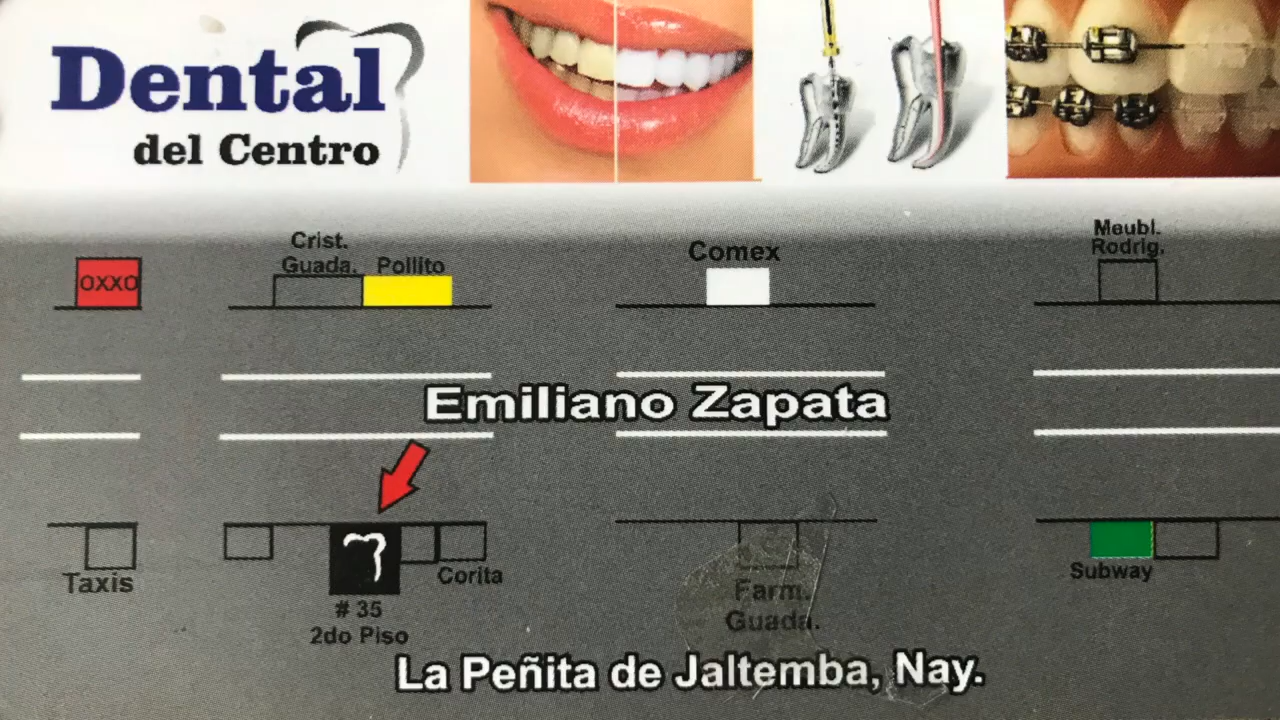 Dental
del Centro
Crist.
Guada.
Pollito
Comex
Meubl.
Rodrig.
OXXO
Emiliano Zapata
Taxis
Corita
# 35
2do Piso
Farm.
Guada.
Subway
La Peñita de Jaltemba, Nay.